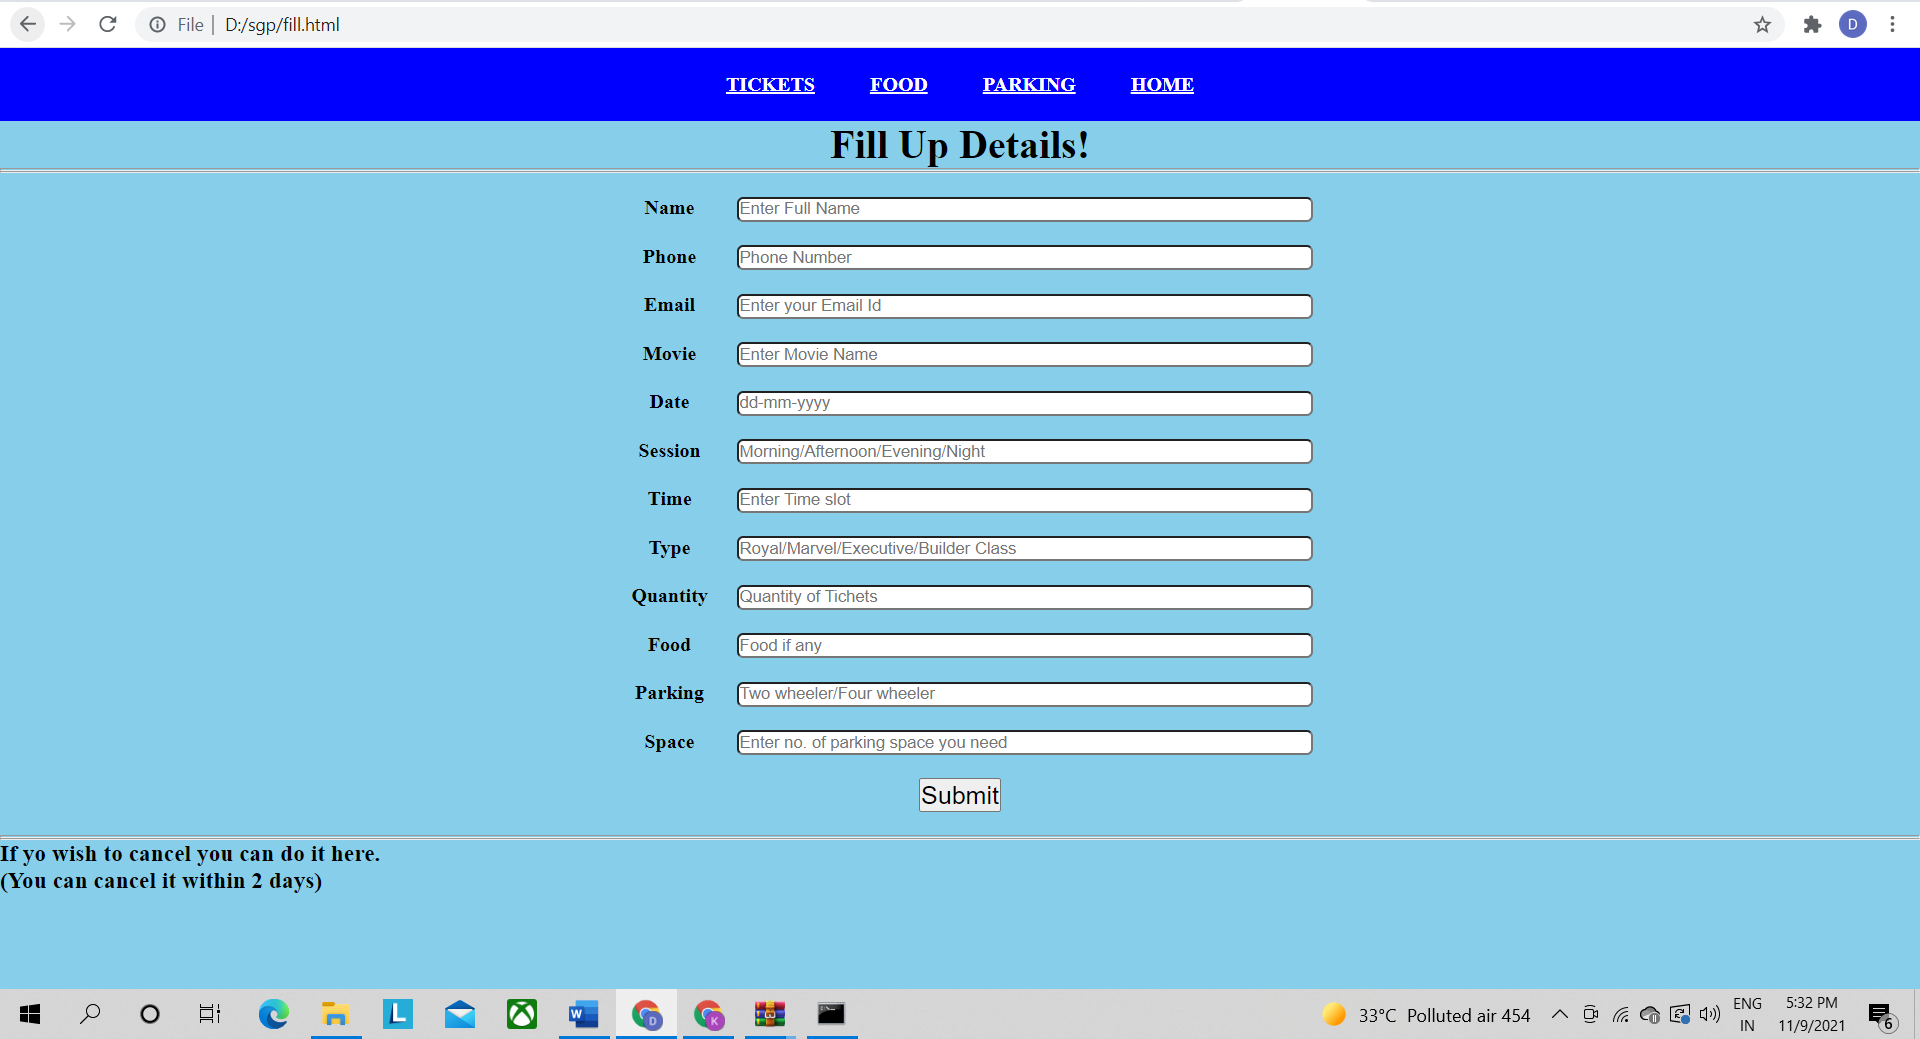 File | D:/sgp/fill.html
D
TICKETS FOOD PARKING HOME
Fill Up Details!
Name Enter Full Name
Phone Phone Number
Email Enter your Email Id
Movie Enter Movie Name
Date dd-mm-yyyy
Session Morning/Afternoon/Evening/Night
Time Enter Time slot
Type Royal/Marvel/Executive/Builder Class
Quantity Quantity of Tichets
Food Food if any
Parking Two wheeler/Four wheeler
Space Enter no. of parking space you need
Submit
If yo wish to cancel you can do it here.
(You can cancel it within 2 days)
L
W
D
K
33°C Polluted air 454
ENG
IN
5:32 PM
11/9/2021
6